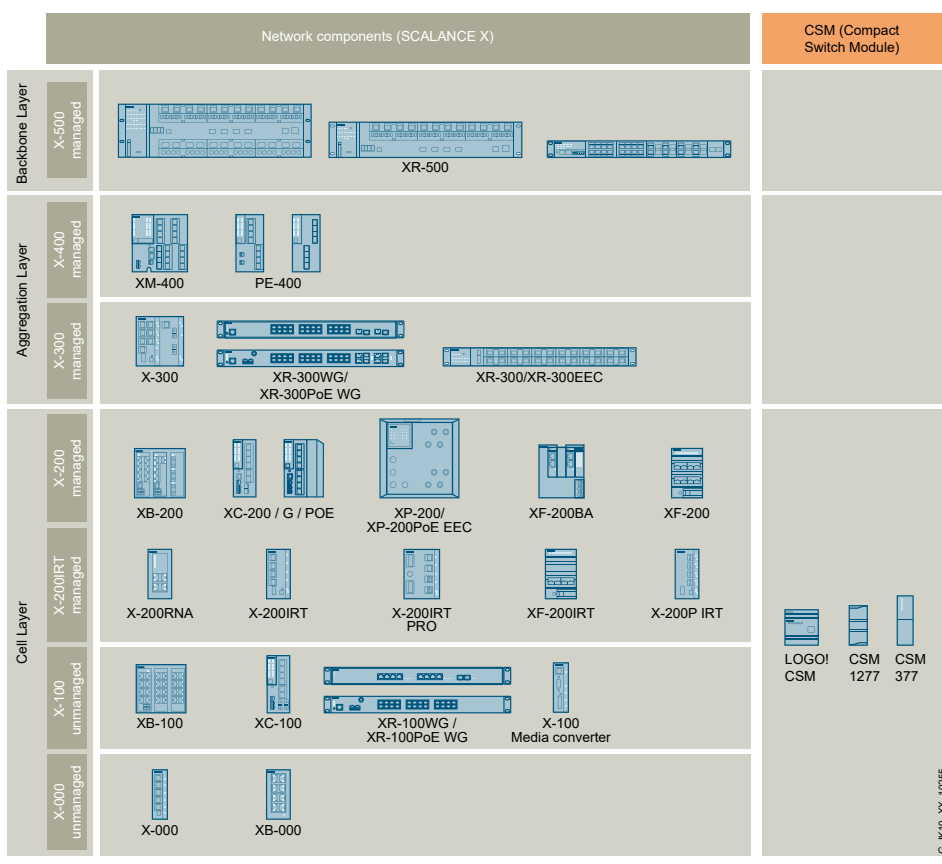 Network components (SCALANCE X)
CSM (Compact
Switch Module)
Backbone Layer
X-500
managed
XR-500
Aggregation Layer
X-400
managed
XM-400
PE-400
X-300
managed
X-300
XR-300WG/
XR-300PoE WG
XR-300/XR-300EEC
Cell Layer
X-200
managed
XB-200
XC-200 / G / POE
XP-200/
XP-200PoE EEC
XF-200BA
XF-200
X-200IRT
managed
X-200RNA
X-200IRT
X-200IRT
PRO
XF-200IRT
X-200P IRT
LOGO!
CSM
CSM
1277
CSM
377
X-100
unmanaged
XB-100
XC-100
XR-100WG /
XR-100PoE WG
X-100
Media converter
X-000
unmanaged
X-000
XB-000